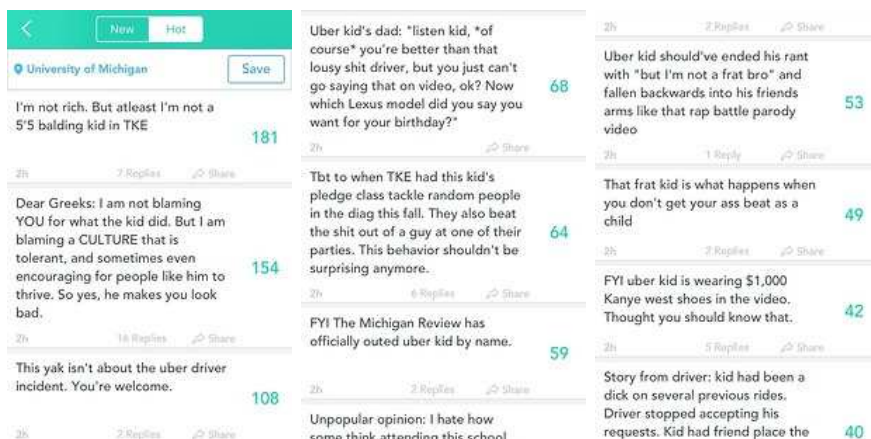 New
Hot
University of Michigan
Save
I'm not rich. But atleast I'm not a
5'5 balding kid in TKE
181
2h 7 Replies Share
Dear Greeks: I am not blaming
YOU for what the kid did. But I am
blaming a CULTURE that is
tolerant, and sometimes even
encouraging for people like him to
thrive. So yes, he makes you look
bad.
154
2h 16 Replies Share
This yak isn't about the uber driver
incident. You're welcome.
108
2h 2 Replies Share
Uber kid's dad: "listen kid, *of
course* you're better than that
lousy shit driver, but you just can't
go saying that on video, ok? Now
which Lexus model did you say you
want for your birthday?"
68
2h Share
Tbt to when TKE had this kid's
pledge class tackle random people
in the diag this fall. They also beat
the shit out of a guy at one of their
parties. This behavior shouldn't be
surprising anymore.
64
2h 6 Replies Share
FYI The Michigan Review has
officially outed uber kid by name.
59
2h 2 Replies Share
Unpopular opinion: I hate how
some think attending this school
2h 2 Replies Share
Uber kid should've ended his rant
with "but I'm not a frat bro" and
fallen backwards into his friends
arms like that rap battle parody
video
53
2h 1 Reply Share
That frat kid is what happens when
you don't get your ass beat as a
child
49
2h 2 Replies Share
FYI uber kid is wearing $1,000
Kanye west shoes in the video.
Thought you should know that.
42
2h 5 Replies Share
Story from driver: kid had been a
dick on several previous rides.
Driver stopped accepting his
requests. Kid had friend place the
40